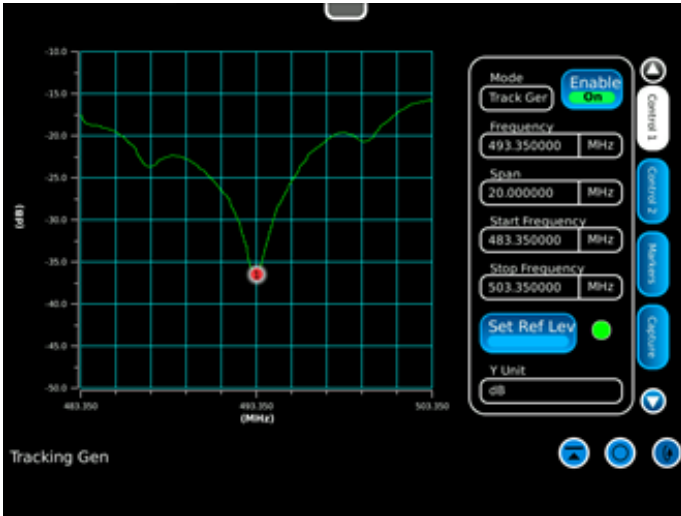 -10.0
-15.0
-20.0
-25.0
-30.0
-35.0
-40.0
-45.0
-50.0
(dB)
1
483.350
493.350
503.350
(MHz)
Tracking Gen
Mode
Track Ger
Enable
On
Frequency
493.350000 MHz
Span
20.000000 MHz
Start Frequency
483.350000 MHz
Stop Frequency
503.350000 MHz
Set Ref Lev
Y Unit
dB
Control 1
Control 2
Markers
Capture